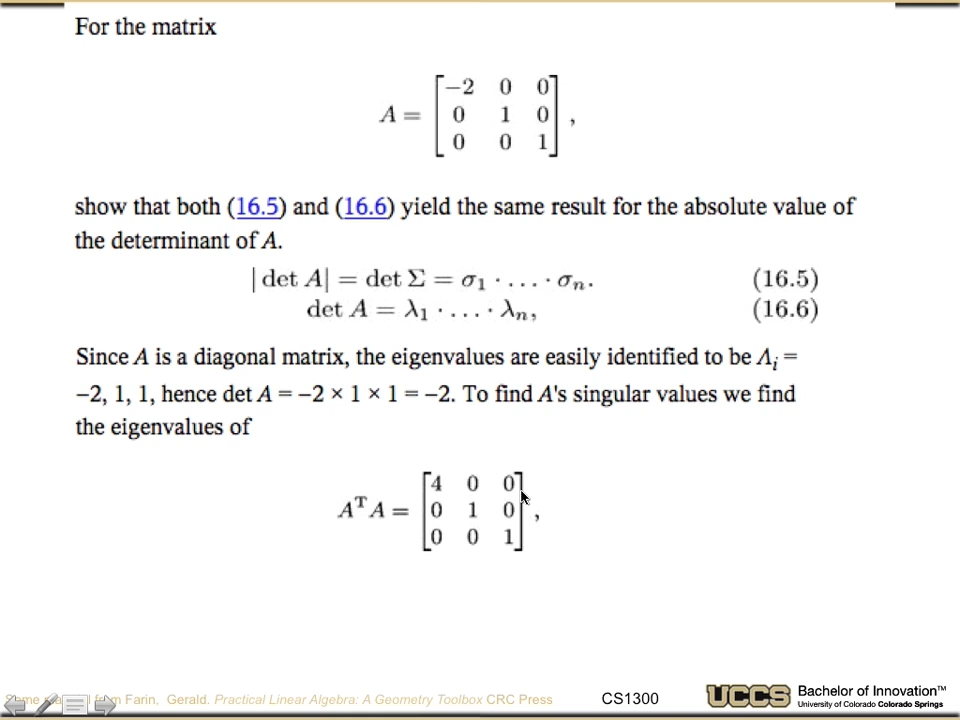 For the matrix
A = [−2 0 0
0 1 0
0 0 1],
show that both (16.5) and (16.6) yield the same result for the absolute value of
the determinant of A.
| det A| = det Σ = σ₁ · … · σₙ. (16.5)
det A = λ₁ · … · λₙ, (16.6)
Since A is a diagonal matrix, the eigenvalues are easily identified to be Λᵢ =
−2, 1, 1, hence det A = −2 × 1 × 1 = −2. To find A's singular values we find
the eigenvalues of
AᵀA = [4 0 0
0 1 0
0 0 1],
Farin, Gerald. Practical Linear Algebra: A Geometry Toolbox CRC Press
CS1300
UCCS
Bachelor of Innovation™
University of Colorado Colorado Springs